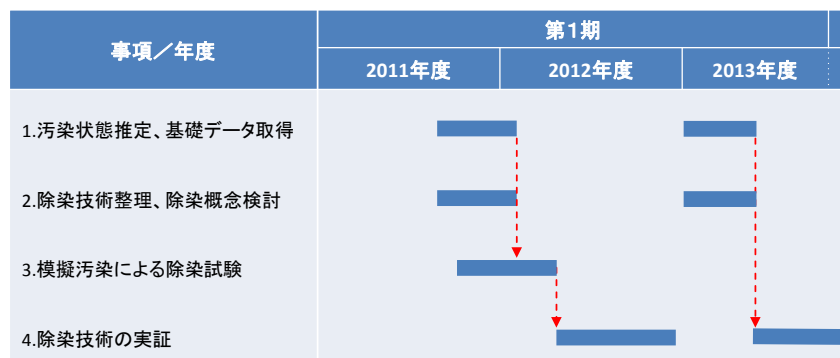 事項／年度
第1期
2011年度
2012年度
2013年度
1.汚染状態推定、基礎データ取得
2.除染技術整理、除染概念検討
3.模擬汚染による除染試験
4.除染技術の実証